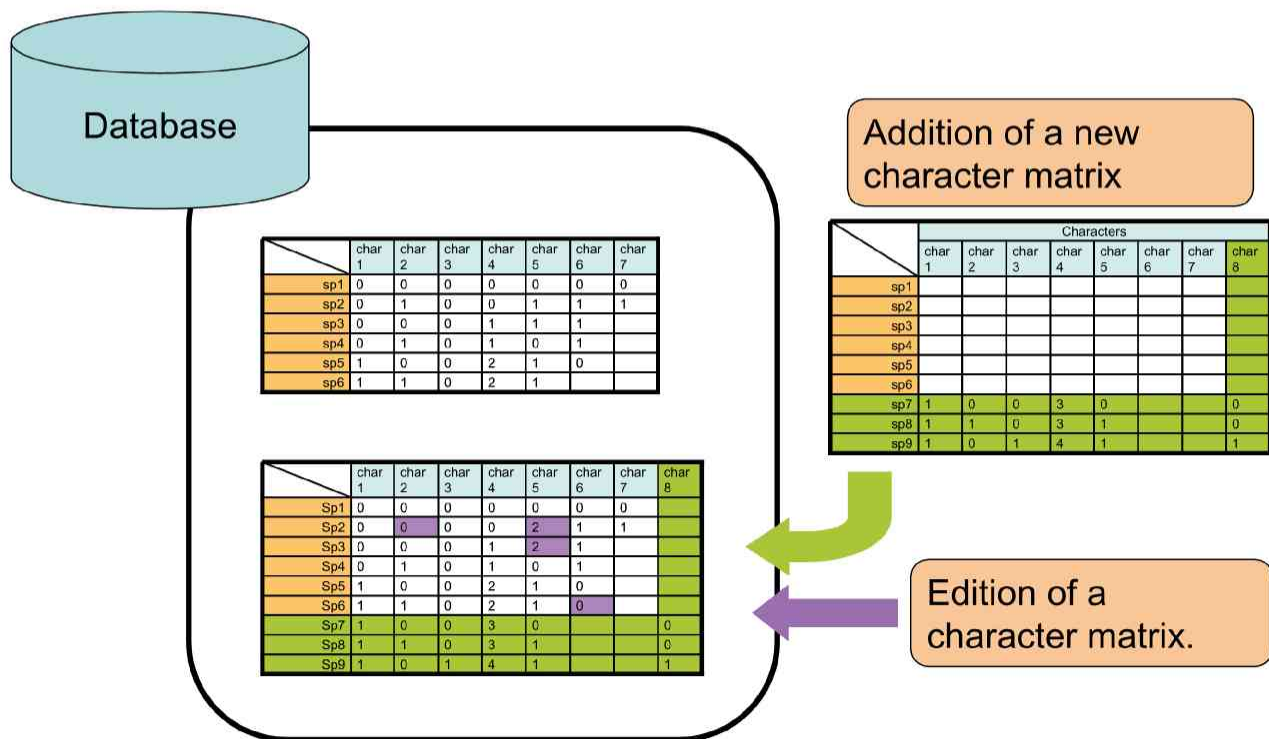 Database
Addition of a new
character matrix
char 1 char 2 char 3 char 4 char 5 char 6 char 7
sp1 0 0 0 0 0 0 0
sp2 0 1 0 0 1 1 1
sp3 0 0 0 1 1 1
sp4 0 1 0 1 0 1
sp5 1 0 0 2 1 0
sp6 1 1 0 2 1
Characters
char 1 char 2 char 3 char 4 char 5 char 6 char 7 char 8
sp1
sp2
sp3
sp4
sp5
sp6
sp7 1 0 0 3 0 0
sp8 1 1 0 3 1 0
sp9 1 0 1 4 1 1
char 1 char 2 char 3 char 4 char 5 char 6 char 7 char 8
Sp1 0 0 0 0 0 0 0
Sp2 0 0 0 0 2 1 1
Sp3 0 0 0 1 2 1
Sp4 0 1 0 1 0 1
Sp5 1 0 0 2 1 0
Sp6 1 1 0 2 1 0
Sp7 1 0 0 3 0 0
Sp8 1 1 0 3 1 0
Sp9 1 0 1 4 1 1
Edition of a
character matrix.